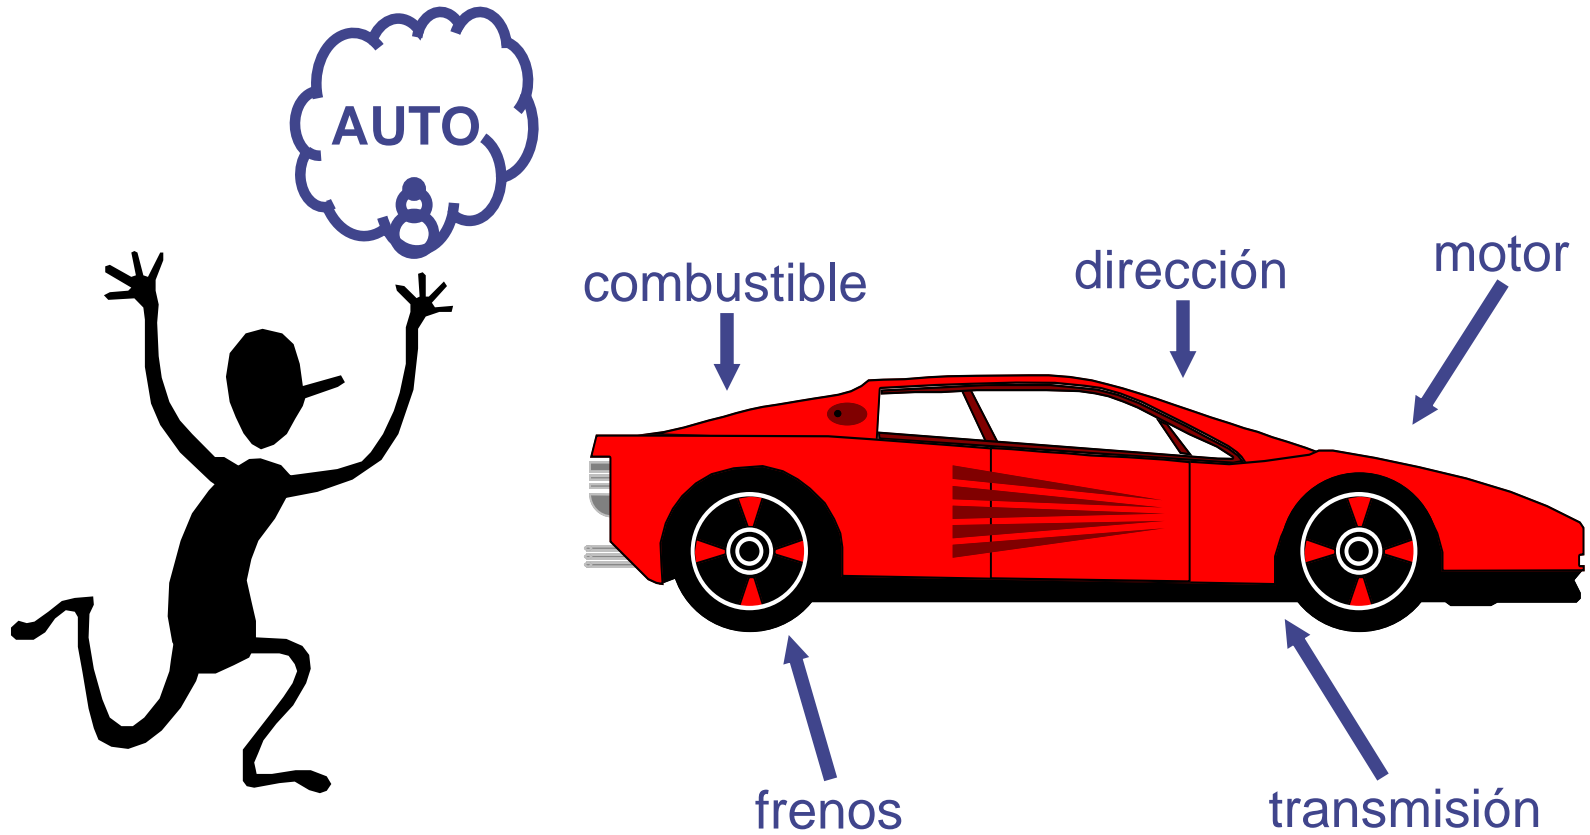 AUTO
combustible
dirección
motor
frenos
transmisión